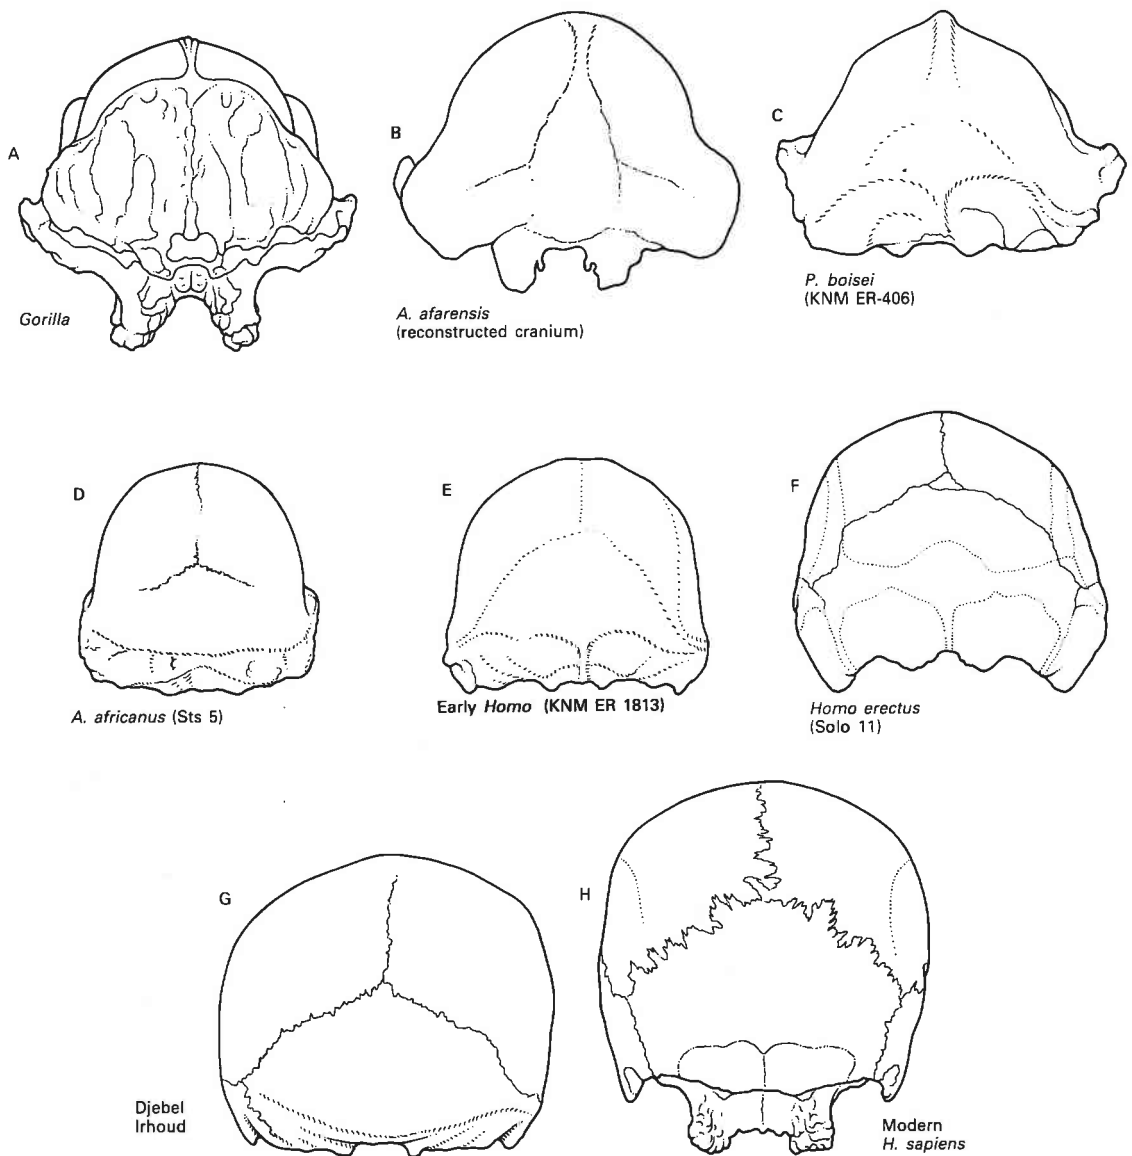 A
Gorilla
B
A. afarensis
(reconstructed cranium)
C
P. boisei
(KNM ER-406)
D
A. africanus (Sts 5)
E
Early Homo (KNM ER 1813)
F
Homo erectus
(Solo 11)
G
Djebel
Irhoud
H
Modern
H. sapiens